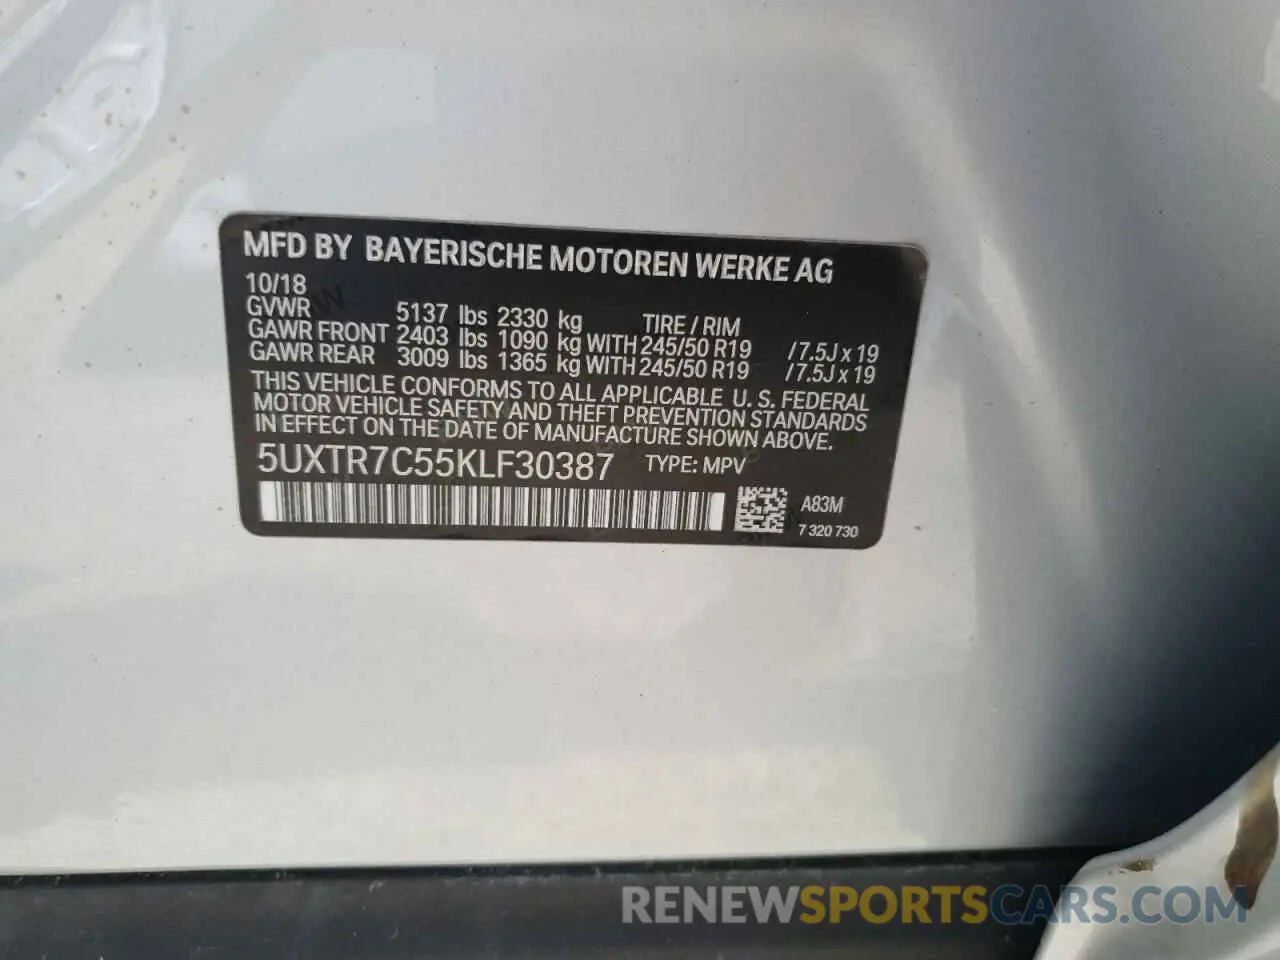 MFD BY BAYERISCHE MOTOREN WERKE AG
10/18
GVWR 5137 lbs 2330 kg TIRE / RIM
GAWR FRONT 2403 lbs 1090 kg WITH 245/50 R19 /7.5J x 19
GAWR REAR 3009 lbs 1365 kg WITH 245/50 R19 /7.5J x 19
THIS VEHICLE CONFORMS TO ALL APPLICABLE U. S. FEDERAL
MOTOR VEHICLE SAFETY AND THEFT PREVENTION STANDARDS
IN EFFECT ON THE DATE OF MANUFACTURE SHOWN ABOVE.
5UXTR7C55KLF30387 TYPE: MPV
A83M
7 320 730
RENEWSPORTSCARS.COM